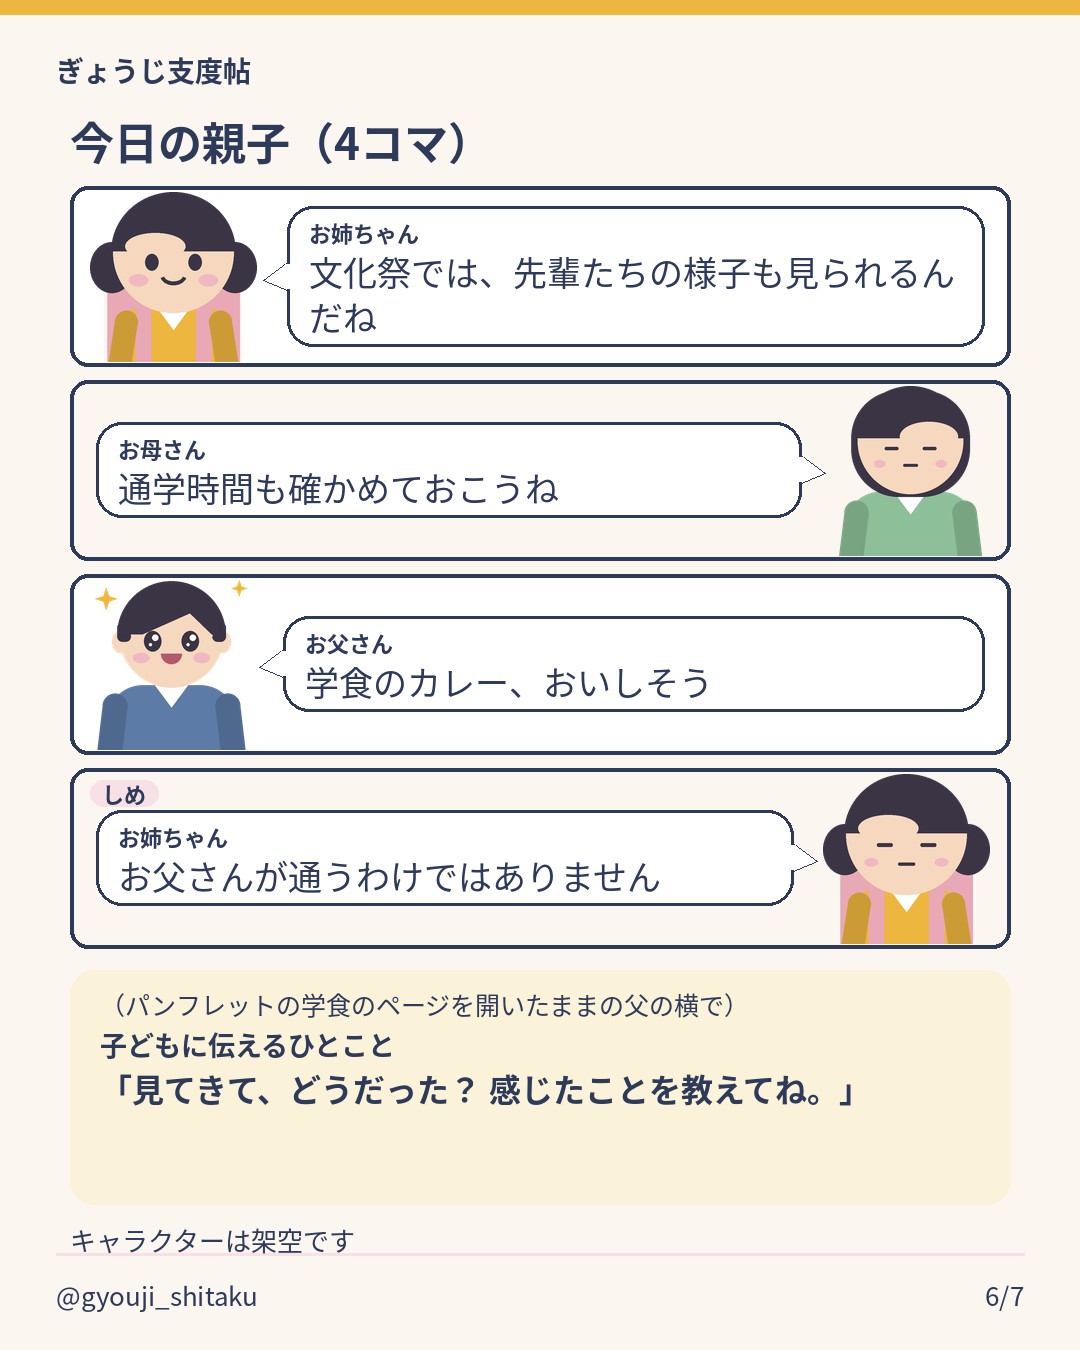 ぎょうじ支度帖
今日の親子（4コマ）
お姉ちゃん
文化祭では、先輩たちの様子も見られるん
だね
お母さん
通学時間も確かめておこうね
お父さん
学食のカレー、おいしそう
しめ
お姉ちゃん
お父さんが通うわけではありません
（パンフレットの学食のページを開いたままの父の横で）
子どもに伝えるひとこと
「見てきて、どうだった？ 感じたことを教えてね。」
キャラクターは架空です
@gyouji_shitaku
6/7